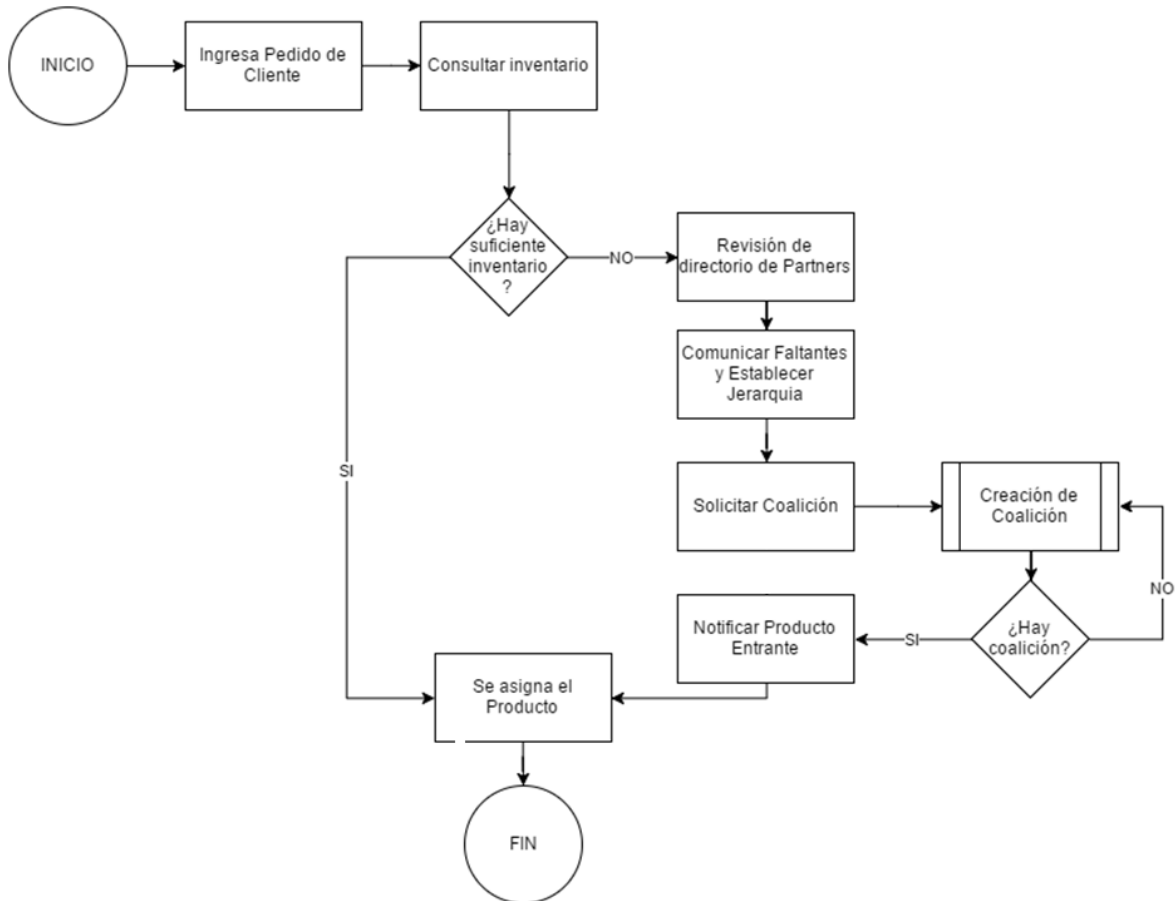 INICIO
Ingresa Pedido de
Cliente
Consultar inventario
¿Hay
suficiente
inventario
?
NO
Revisión de
directorio de Partners
Comunicar Faltantes
y Establecer
Jerarquia
SI
Solicitar Coalición
Creación de
Coalición
NO
¿Hay
coalición?
SI
Notificar Producto
Entrante
Se asigna el
Producto
FIN